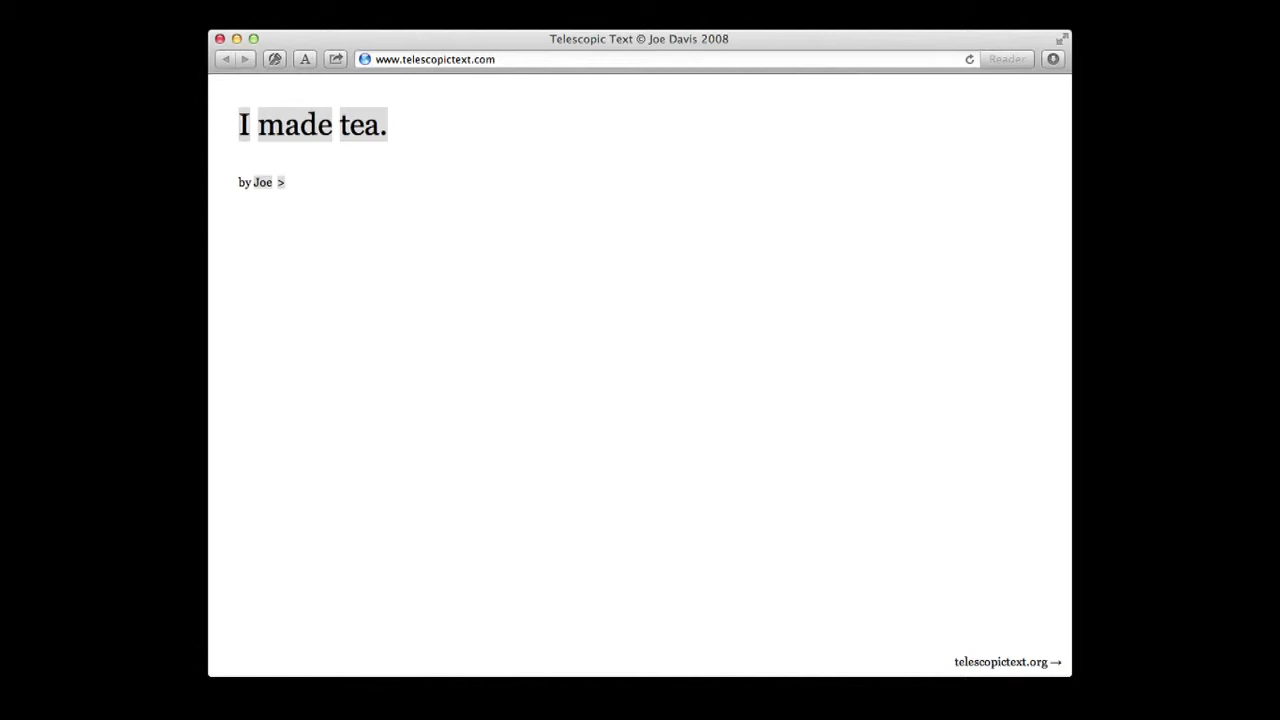 Telescopic Text © Joe Davis 2008
A www.telescopictext.com Reader
I made tea.
by Joe >
telescopictext.org →